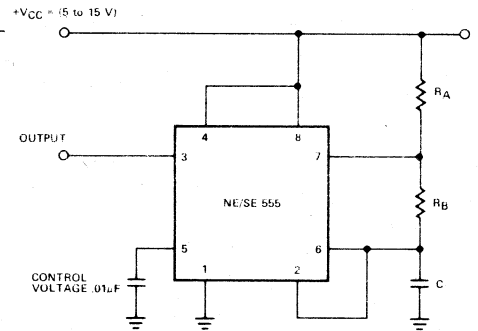 +VCC = (5 to 15 V)
RA
4
8
OUTPUT
3
7
NE/SE 555
RB
5
6
CONTROL
VOLTAGE .01µF
1
2
C